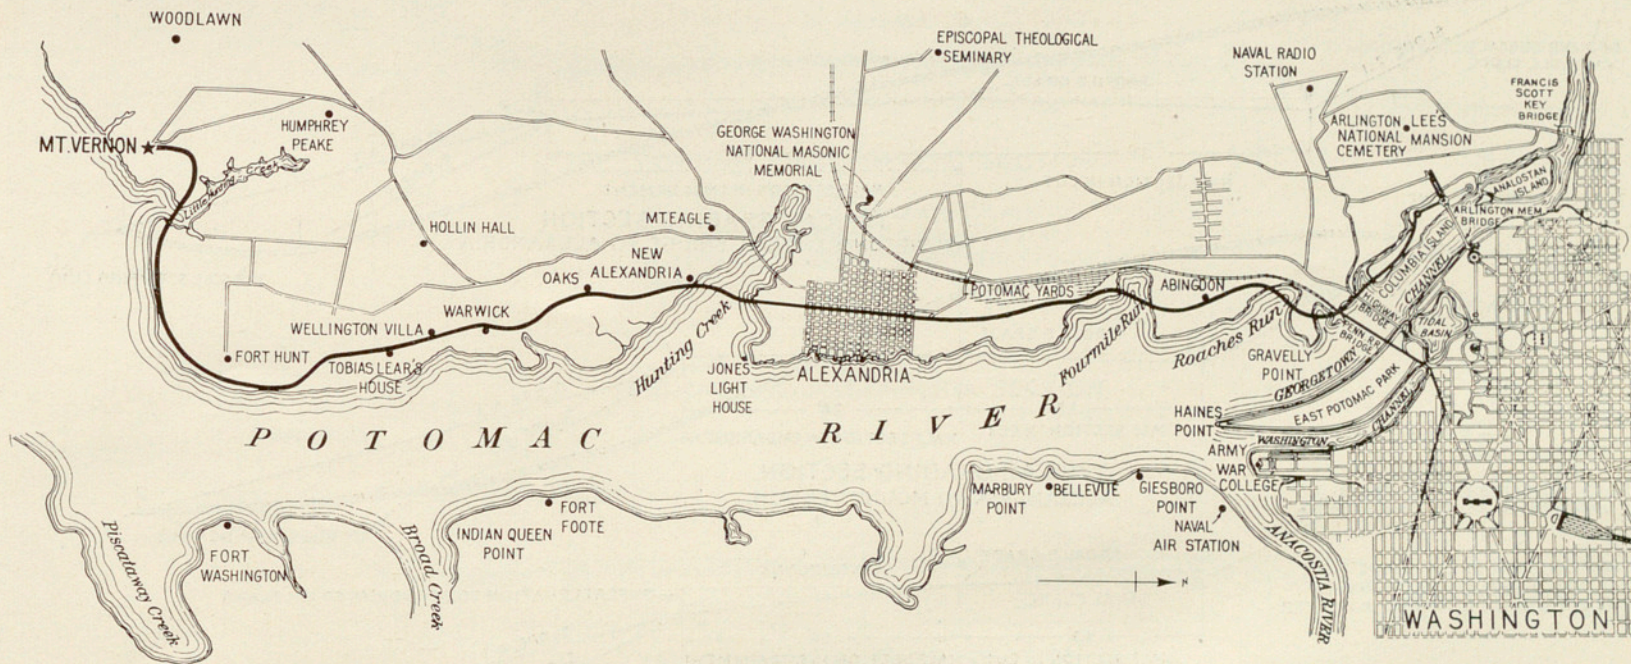 WOODLAWN
EPISCOPAL THEOLOGICAL
SEMINARY
NAVAL RADIO
STATION
FRANCIS
SCOTT
KEY
BRIDGE
MT. VERNON
HUMPHREY
PEAKE
GEORGE WASHINGTON
NATIONAL MASONIC
MEMORIAL
ARLINGTON
NATIONAL
CEMETERY
LEE'S
MANSION
Little Hunting Creek
HOLLIN HALL
MT. EAGLE
ANALOSTAN
ISLAND
ARLINGTON MEM.
BRIDGE
COLUMBIA ISLAND
OAKS
NEW
ALEXANDRIA
POTOMAC YARDS
ABINGDON
HIGHWAY
BRIDGE
PENN. RR
BRIDGE
TIDAL
BASIN
WARWICK
WELLINGTON VILLA
FORT HUNT
TOBIAS LEAR'S
HOUSE
Hunting Creek
JONES
LIGHT
HOUSE
ALEXANDRIA
Fourmile Run
Roaches Run
GRAVELLY
POINT
GEORGETOWN
CHANNEL
EAST POTOMAC PARK
HAINES
POINT
WASHINGTON
CHANNEL
POTOMAC RIVER
ARMY
WAR
COLLEGE
Piscataway Creek
FORT
WASHINGTON
Broad Creek
INDIAN QUEEN
POINT
FORT
FOOTE
MARBURY
POINT
BELLEVUE
GIESBORO
POINT
NAVAL
AIR STATION
ANACOSTIA RIVER
N
WASHINGTON